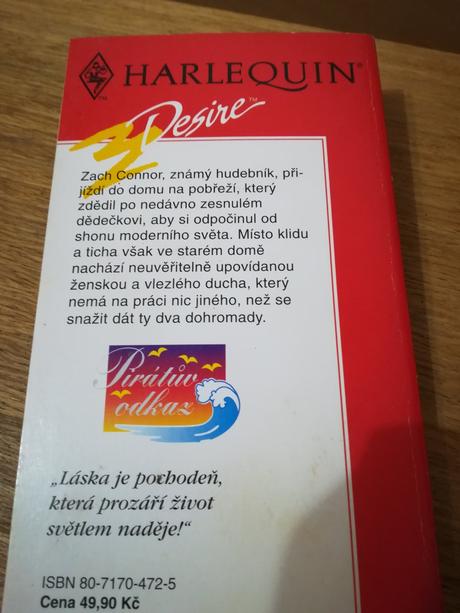 HARLEQUIN®
Desire™
Zach Connor, známý hudebník, při-
jíždí do domu na pobřeží, který
zdědil po nedávno zesnulém
dědečkovi, aby si odpočinul od
shonu moderního světa. Místo klidu
a ticha však ve starém domě
nachází neuvěřitelně upovídanou
ženskou a vlezlého ducha, který
nemá na práci nic jiného, než se
snažit dát ty dva dohromady.
Pirátův
odkaz
„Láska je pochodeň,
která prozáří život
světlem naděje!“
ISBN 80-7170-472-5
Cena 49,90 Kč